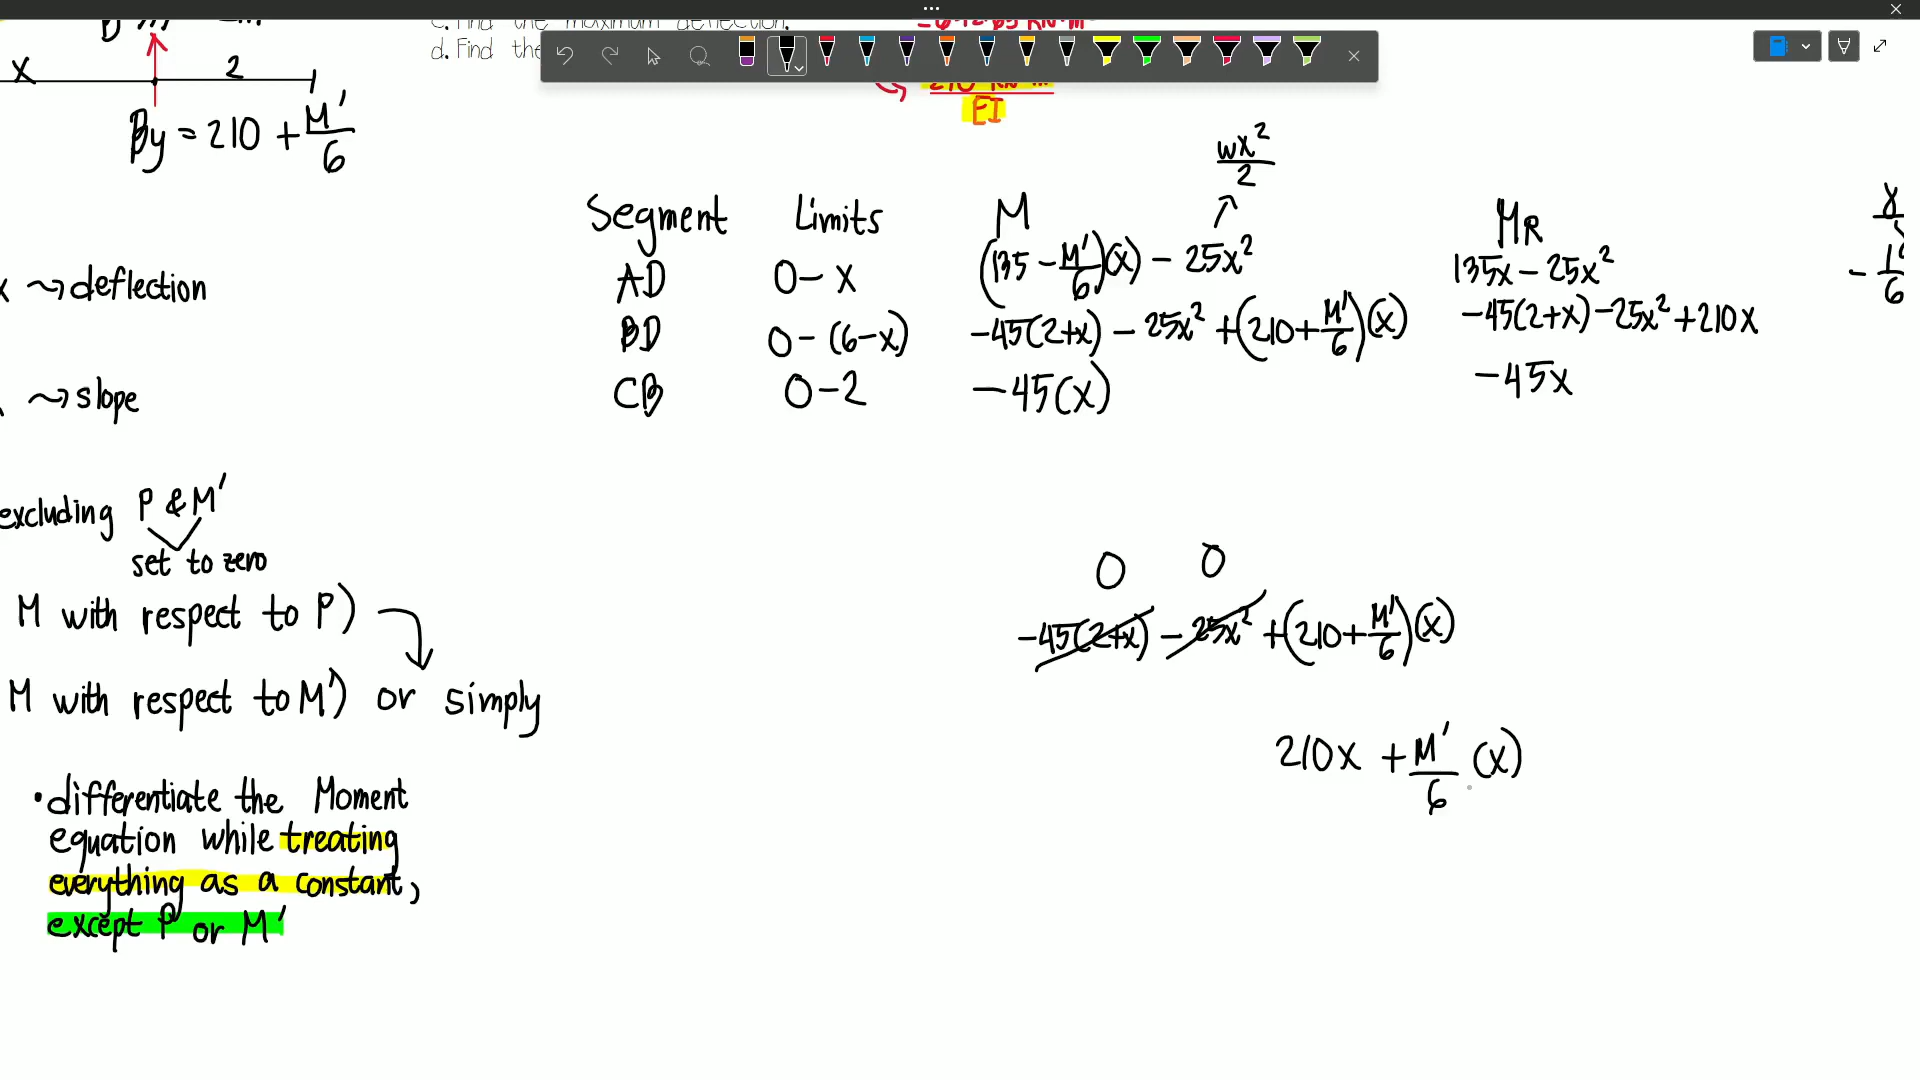 d. Find the
EI
X 2
By = 210 + M'/6
wx²/2
Segment Limits M MR
AD 0 - x (135 - M'/6)(x) - 25x² 135x - 25x²
BD 0 - (6-x) -45(2+x) - 25x² + (210 + M'/6)(x) -45(2+x) - 25x² + 210x
CB 0 - 2 -45(x) -45x
x ⇝ deflection
⇝ slope
excluding P & M'
set to zero
M with respect to P)
M with respect to M') or simply
• differentiate the Moment
equation while treating
everything as a constant,
except P or M'
0 0
-45(2+x) - 25x² + (210 + M'/6)(x)
210x + M'/6 (x)